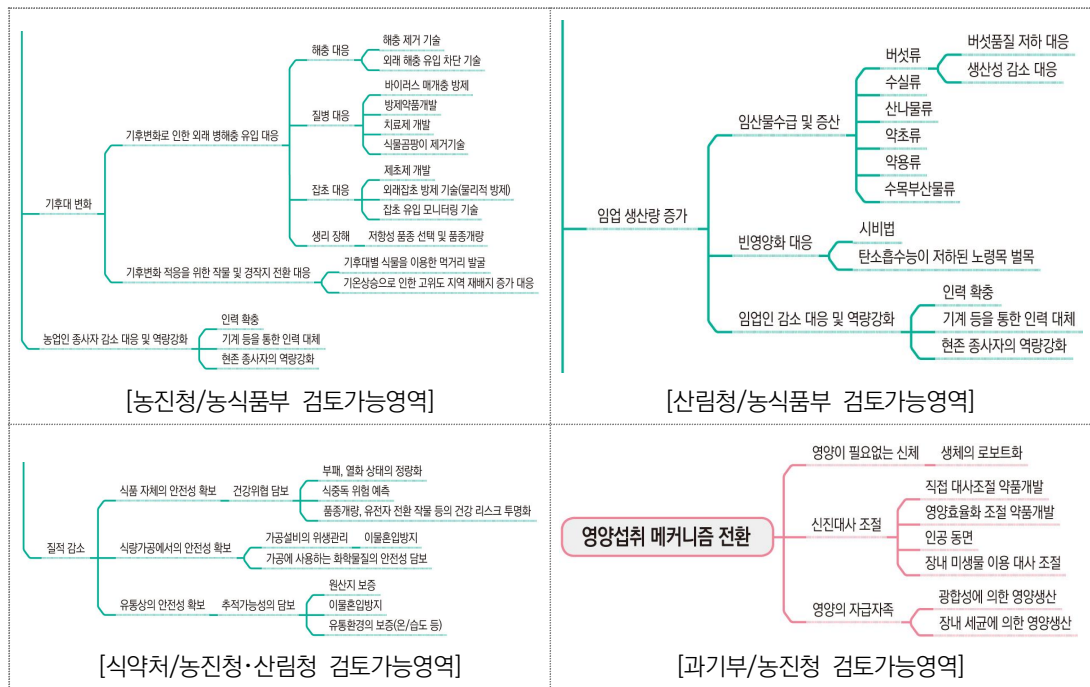 해충 대응
해충 제거 기술
외래 해충 유입 차단 기술
기후변화로 인한 외래 병해충 유입 대응
질병 대응
바이러스 매개충 방제
방제약품개발
치료제 개발
식물곰팡이 제거기술
잡초 대응
제초제 개발
외래잡초 방제 기술(물리적 방제)
잡초 유입 모니터링 기술
기후대 변화
생리 장해
저항성 품종 선택 및 품종개량
기후변화 적응을 위한 작물 및 경작지 전환 대응
기후대별 식물을 이용한 먹거리 발굴
기온상승으로 인한 고위도 지역 재배지 증가 대응
농업인 종사자 감소 대응 및 역량강화
인력 확충
기계 등을 통한 인력 대체
현존 종사자의 역량강화
[농진청/농식품부 검토가능영역]
임업 생산량 증가
임산물수급 및 증산
버섯류
버섯품질 저하 대응
생산성 감소 대응
수실류
산나물류
약초류
약용류
수목부산물류
빈영양화 대응
시비법
탄소흡수능이 저하된 노령목 벌목
임업인 감소 대응 및 역량강화
인력 확충
기계 등을 통한 인력 대체
현존 종사자의 역량강화
[산림청/농식품부 검토가능영역]
질적 감소
식품 자체의 안전성 확보
건강위협 담보
부패, 열화 상태의 정량화
식중독 위험 예측
품종개량, 유전자 전환 작물 등의 건강 리스크 투명화
식량가공에서의 안전성 확보
가공설비의 위생관리
이물혼입방지
가공에 사용하는 화학물질의 안전성 담보
유통상의 안전성 확보
추적가능성의 담보
원산지 보증
이물혼입방지
유통환경의 보증(온/습도 등)
[식약처/농진청·산림청 검토가능영역]
영양섭취 메커니즘 전환
영양이 필요없는 신체
생체의 로보트화
신진대사 조절
직접 대사조절 약품개발
영양효율화 조절 약품개발
인공 동면
장내 미생물 이용 대사 조절
영양의 자급자족
광합성에 의한 영양생산
장내 세균에 의한 영양생산
[과기부/농진청 검토가능영역]